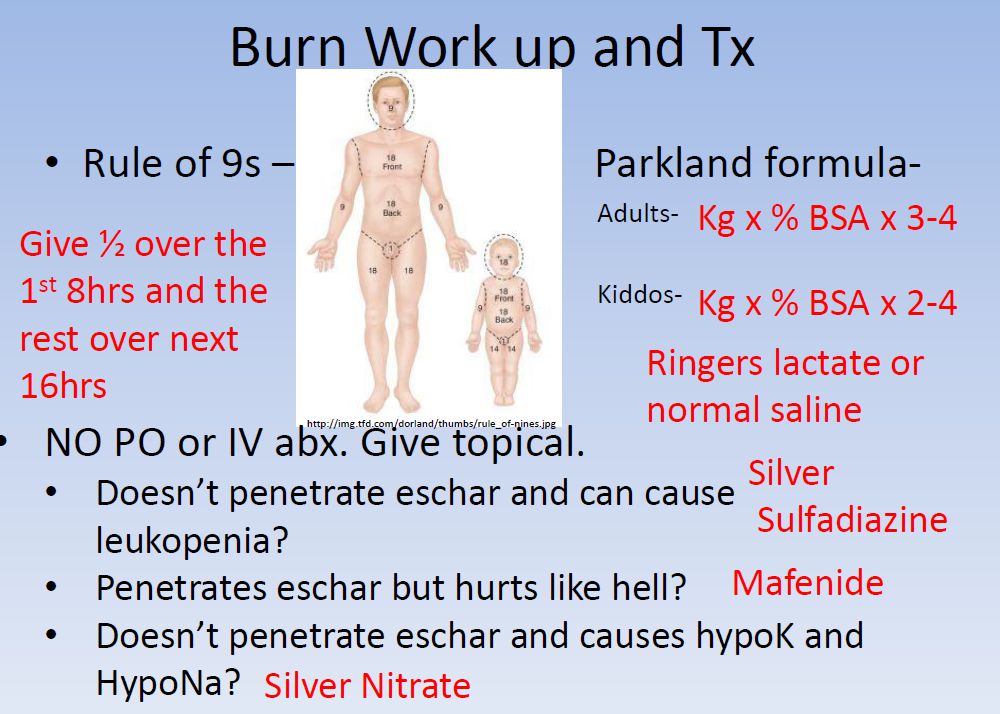 Burn Work up and Tx
• Rule of 9s –
Parkland formula-
Adults-
Kg x % BSA x 3-4
Kiddos-
Kg x % BSA x 2-4
Ringers lactate or
normal saline
Give ½ over the
1st 8hrs and the
rest over next
16hrs
9
18
Front
18
Back
9
9
1
18
18
18
18
Front
18
Back
9
9
1
14
14
http://img.tfd.com/dorland/thumbs/rule_of-nines.jpg
• NO PO or IV abx. Give topical.
• Doesn’t penetrate eschar and can cause
leukopenia?
Silver
Sulfadiazine
• Penetrates eschar but hurts like hell?
Mafenide
• Doesn’t penetrate eschar and causes hypoK and
HypoNa?
Silver Nitrate